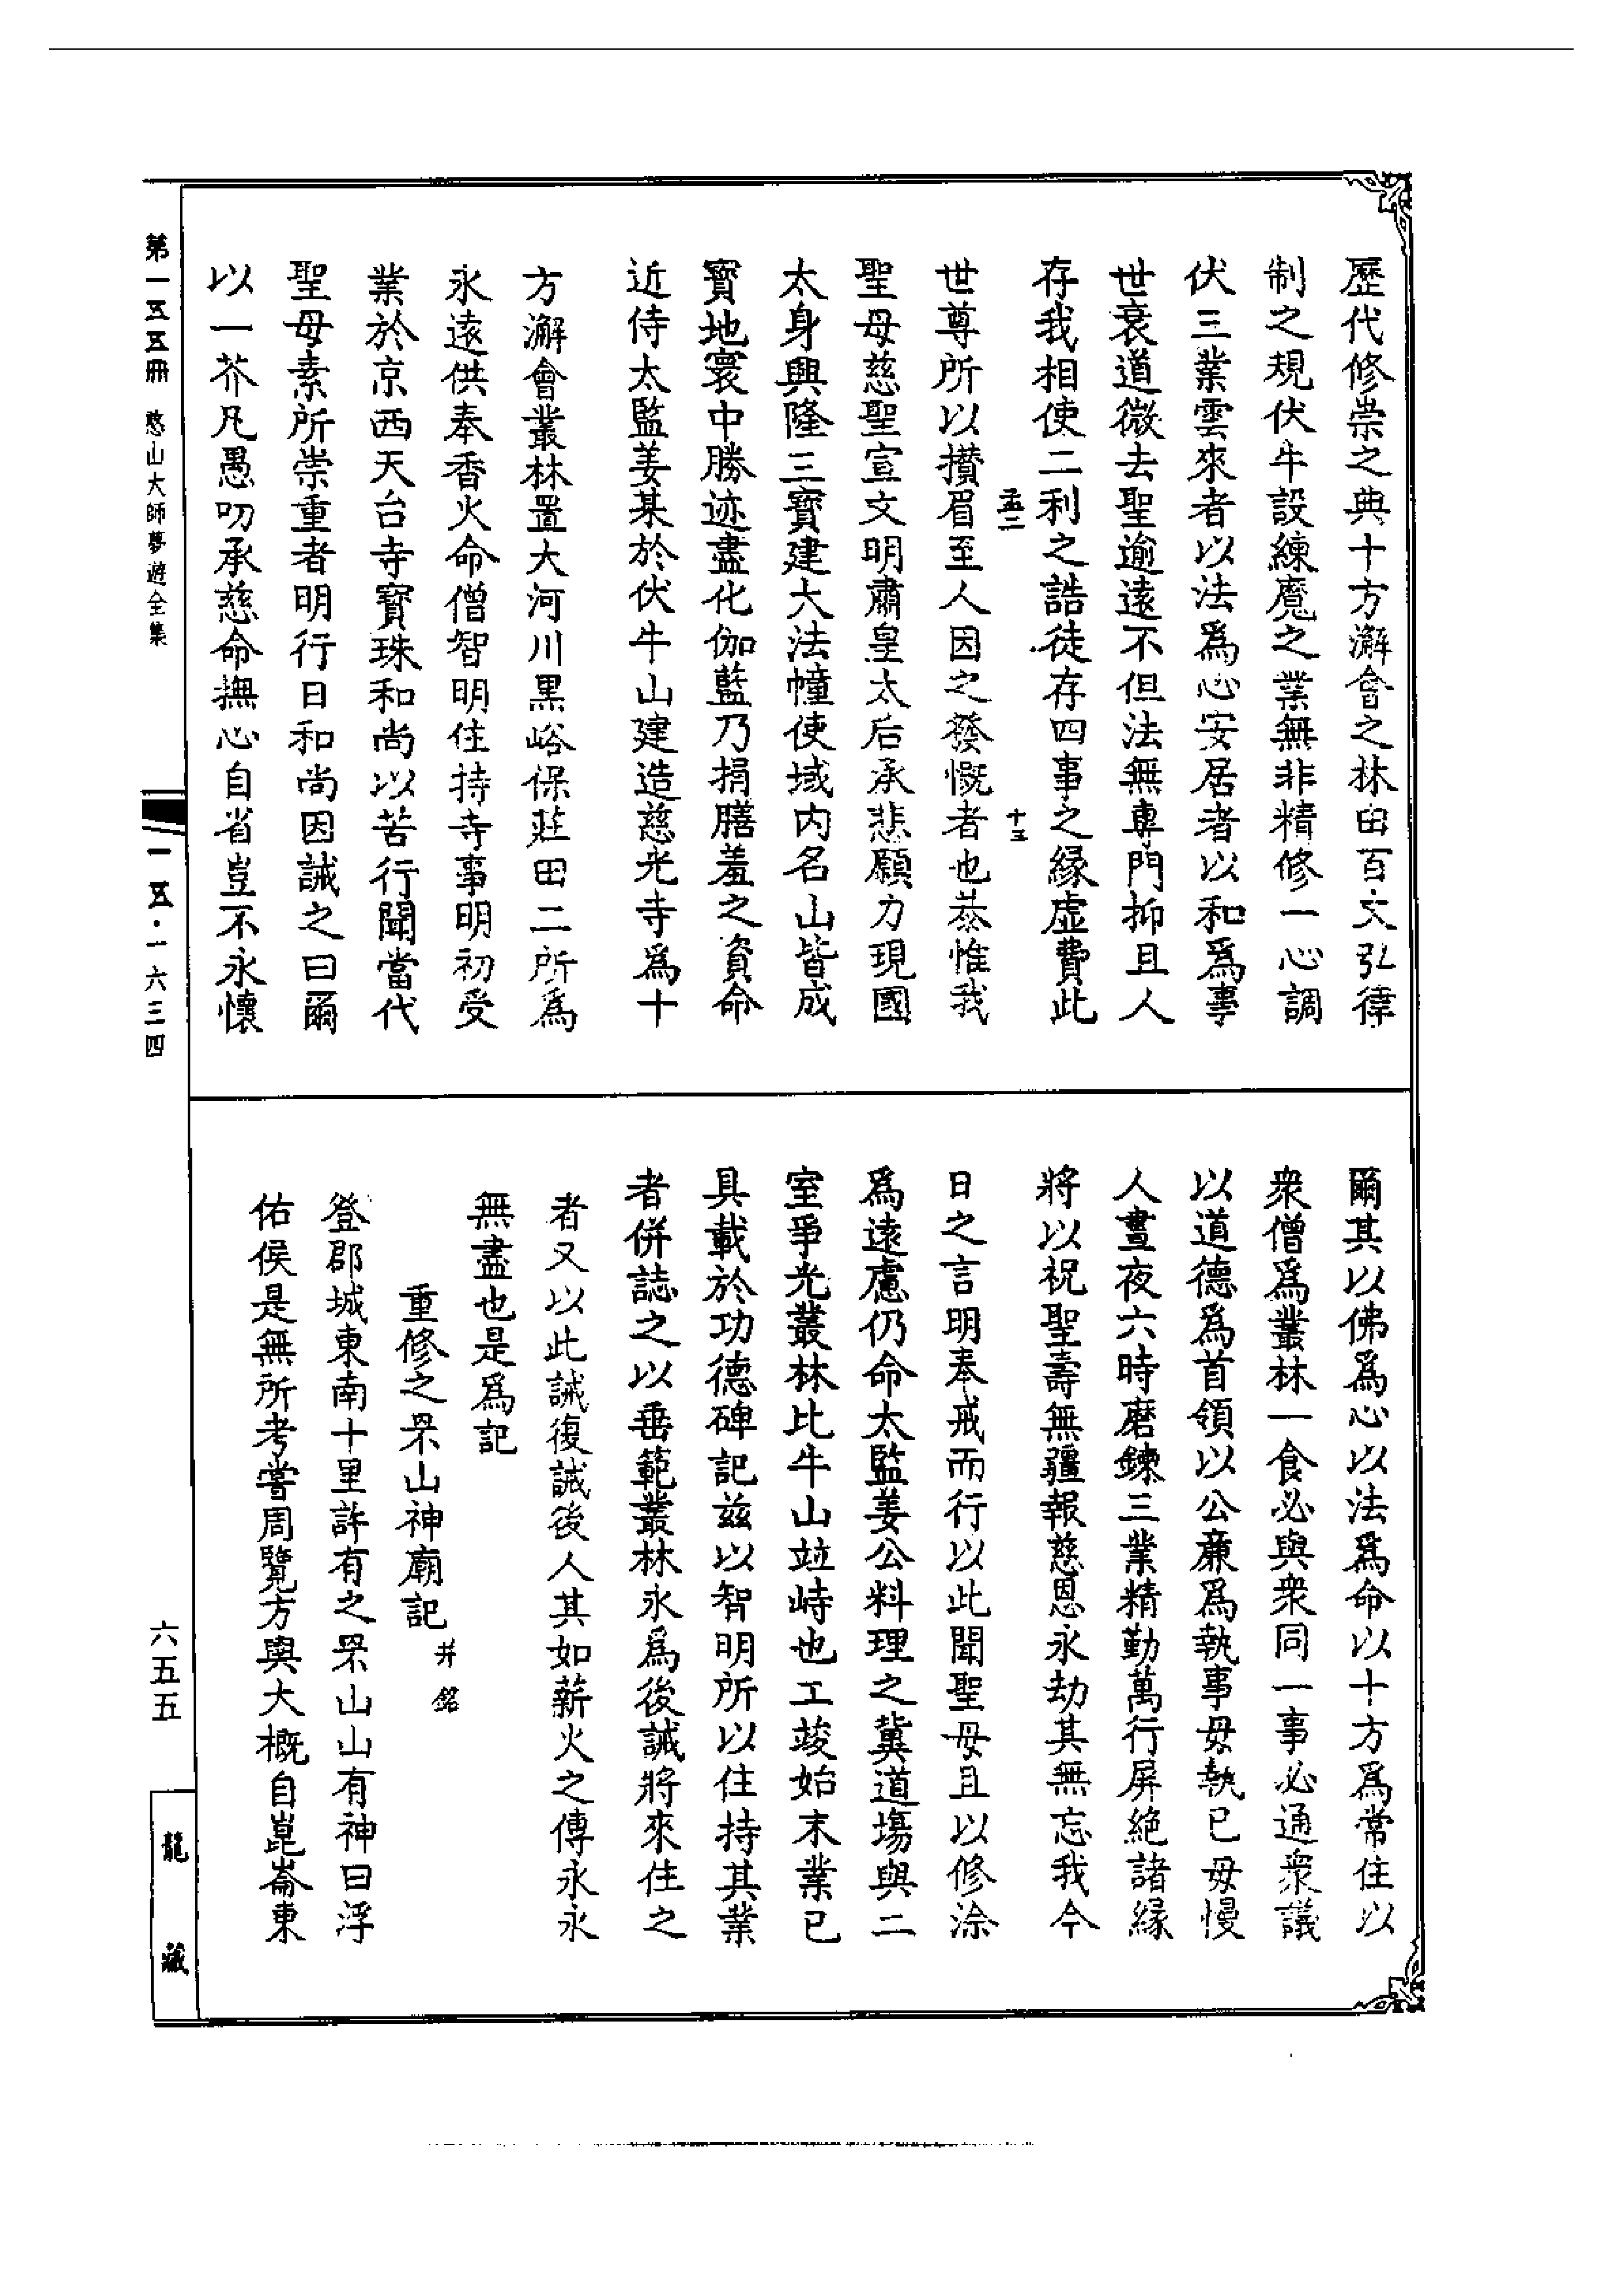 歷代修崇之典十方澥會之林由百丈弘律
制之規伏牛設練魔之業無非精修一心調
伏三業雲來者以法爲心安居者以和爲事
世衰道微去聖逾遠不但法無專門抑且人
存我相使二利之誥徒存四事之緣虛費此
孟二
十三
世尊所以攢眉至人因之發慨者也恭惟我
聖母慈聖宣文明肅皇太后承悲願力現國
太身興隆三寶建大法幢使域內名山皆成
寶地寰中勝迹盡化伽藍乃捐膳羞之資命
近侍太監姜某於伏牛山建造慈光寺爲十
方澥會叢林置大河川黑峪保莊田二所爲
永遠供奉香火命僧智明住持寺事明初受
業於京西天台寺寶珠和尚以苦行聞當代
聖母素所崇重者明行日和尚因誡之曰爾
以一芥凡愚叨承慈命撫心自省豈不永懷
爾其以佛爲心以法爲命以十方爲常住以
衆僧爲叢林一食必與衆同一事必通衆議
以道德爲首領以公廉爲執事毋執已毋慢
人晝夜六時磨鍊三業精勤萬行屏絕諸緣
將以祝聖壽無疆報慈恩永劫其無忘我今
日之言明奉戒而行以此聞聖母且以修涂
爲遠慮仍命太監姜公料理之冀道塲與二
室爭光叢林比牛山竝峙也工竣始末業已
具載於功德碑記茲以智明所以住持其業
者併誌之以垂範叢林永爲後誡將來住之
者又以此誡復誡後人其如薪火之傳永永
無盡也是爲記
重修之罘山神廟記 并銘
登郡城東南十里許有之罘山山有神曰浮
佑侯是無所考嘗周覽方輿大概自崑崙東
第一五五冊 憨山大師夢遊全集
一五五·一六三四
六五五
龍藏